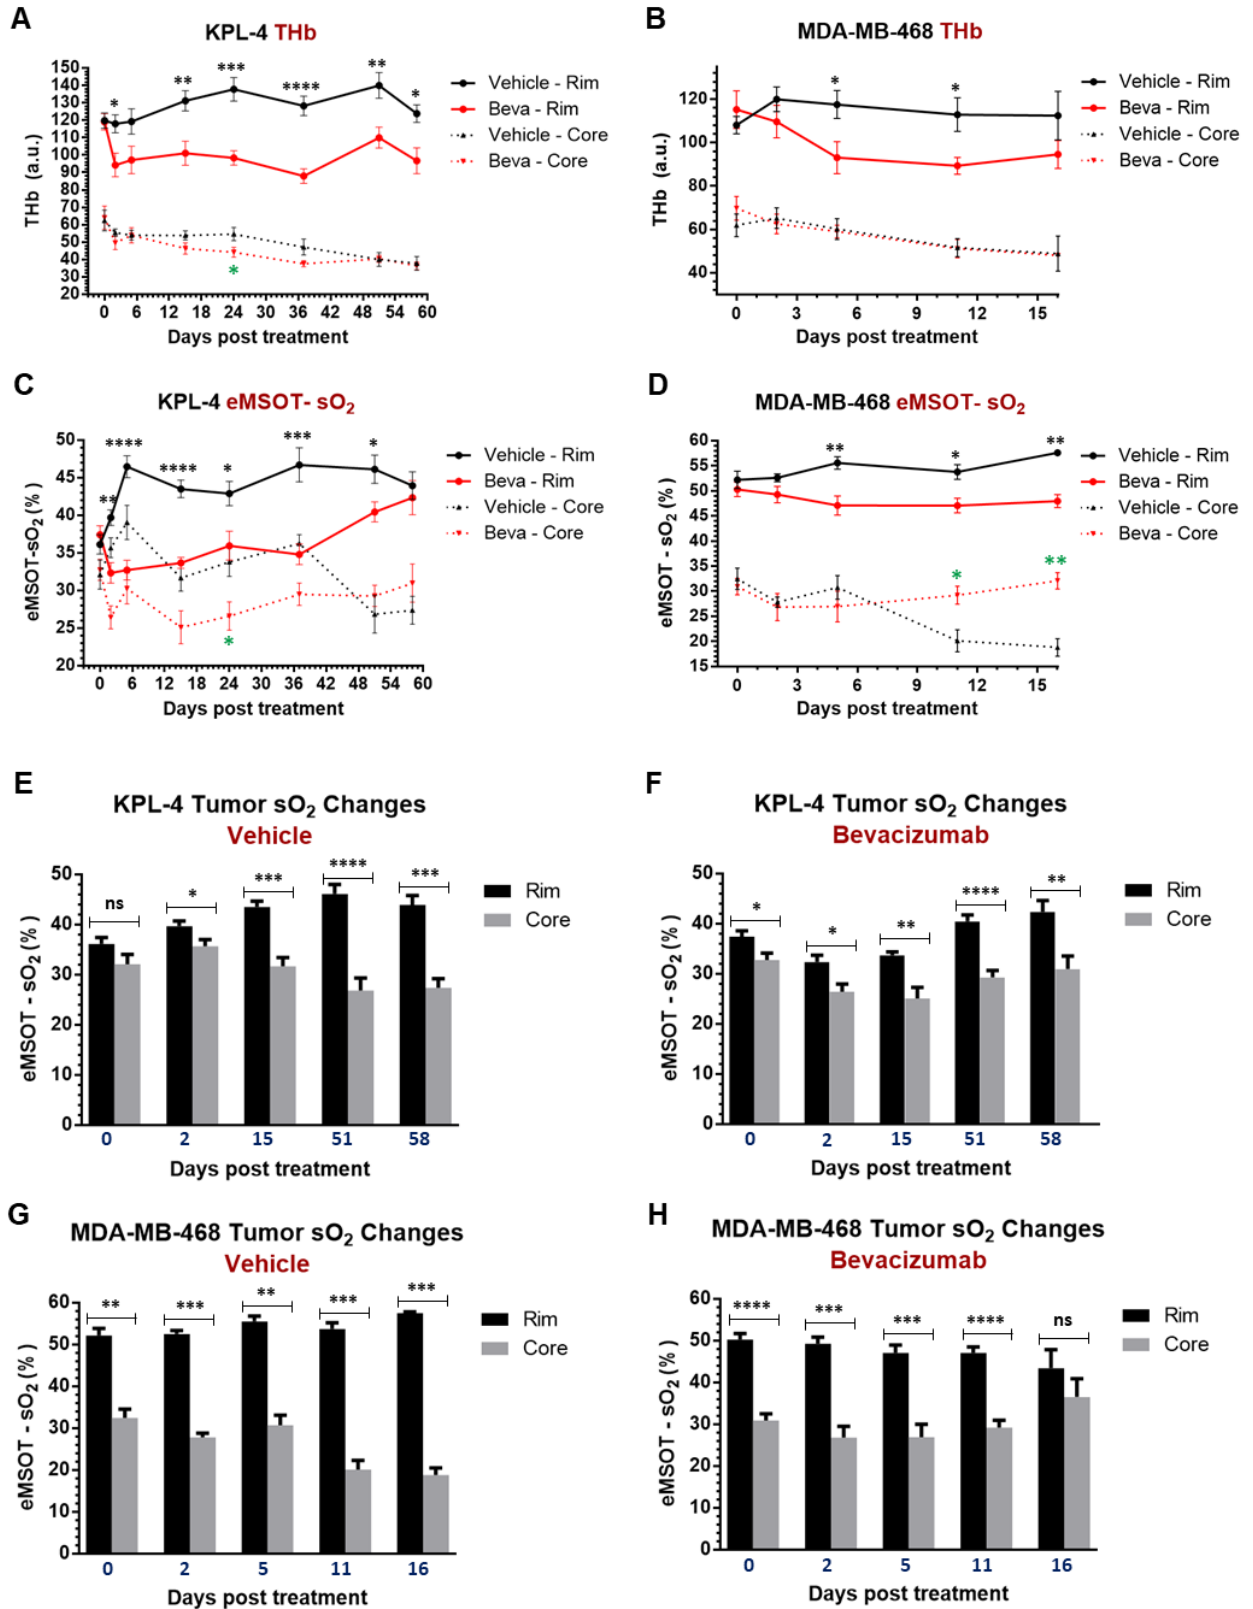 A
KPL-4 THb
150
140
130
120
110
100
90
80
70
60
50
40
30
20
THb (a.u.)
* ** *** **** ** *
*
0 6 12 18 24 30 36 42 48 54 60
Days post treatment
Vehicle - Rim
Beva - Rim
Vehicle - Core
Beva - Core
B
MDA-MB-468 THb
120
100
80
60
40
THb (a.u.)
* *
0 3 6 9 12 15
Days post treatment
Vehicle - Rim
Beva - Rim
Vehicle - Core
Beva - Core
C
KPL-4 eMSOT- sO₂
50
45
40
35
30
25
20
eMSOT-sO₂(%)
** **** **** * *** *
*
0 6 12 18 24 30 36 42 48 54 60
Days post treatment
Vehicle - Rim
Beva - Rim
Vehicle - Core
Beva - Core
D
MDA-MB-468 eMSOT- sO₂
60
55
50
45
40
35
30
25
20
15
eMSOT - sO₂(%)
** * **
* **
0 3 6 9 12 15
Days post treatment
Vehicle - Rim
Beva - Rim
Vehicle - Core
Beva - Core
E
KPL-4 Tumor sO₂ Changes
Vehicle
50
40
30
20
10
0
eMSOT - sO₂(%)
ns * *** **** ***
0 2 15 51 58
Days post treatment
Rim
Core
F
KPL-4 Tumor sO₂ Changes
Bevacizumab
50
40
30
20
10
0
eMSOT - sO₂(%)
* * ** **** **
0 2 15 51 58
Days post treatment
Rim
Core
G
MDA-MB-468 Tumor sO₂ Changes
Vehicle
60
50
40
30
20
10
0
eMSOT - sO₂(%)
** *** ** *** ***
0 2 5 11 16
Days post treatment
Rim
Core
H
MDA-MB-468 Tumor sO₂ Changes
Bevacizumab
60
50
40
30
20
10
0
eMSOT - sO₂(%)
**** *** *** **** ns
0 2 5 11 16
Days post treatment
Rim
Core